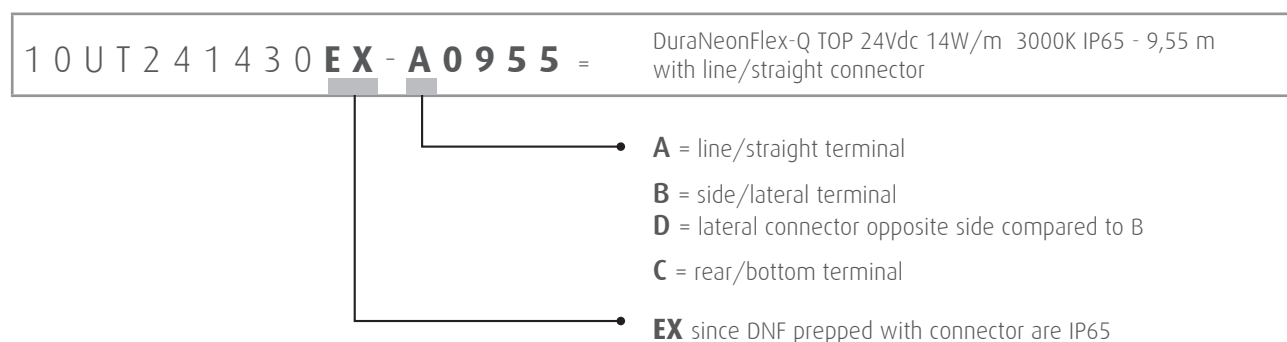 10UT241430EX-A0955 =
DuraNeonFlex-Q TOP 24Vdc 14W/m 3000K IP65 - 9,55 m
with line/straight connector
A = line/straight terminal
B = side/lateral terminal
D = lateral connector opposite side compared to B
C = rear/bottom terminal
EX since DNF prepped with connector are IP65